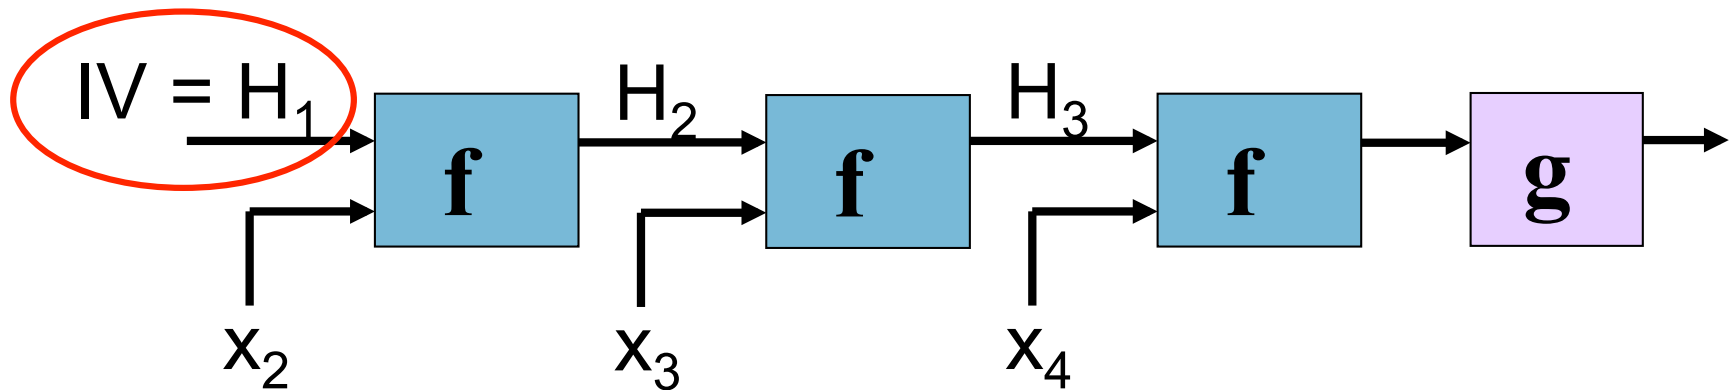 IV = H₁ H₂ H₃
f f f g
x₂ x₃ x₄